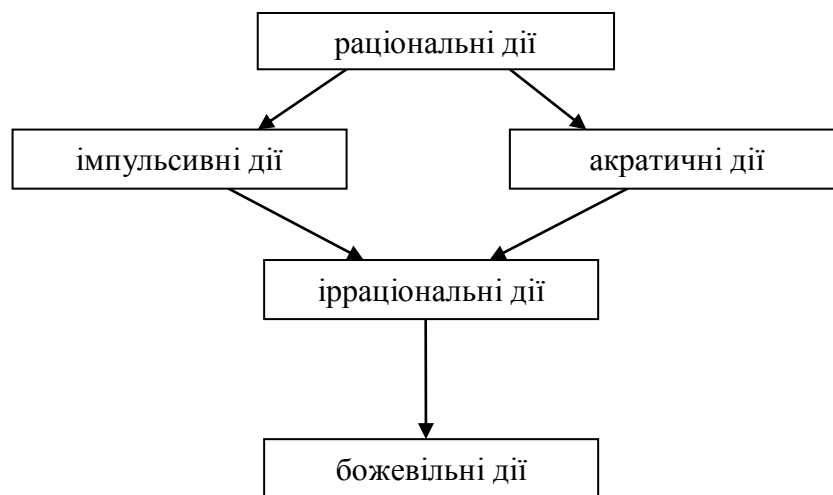 раціональні дії
імпульсивні дії
акратичні дії
ірраціональні дії
божевільні дії